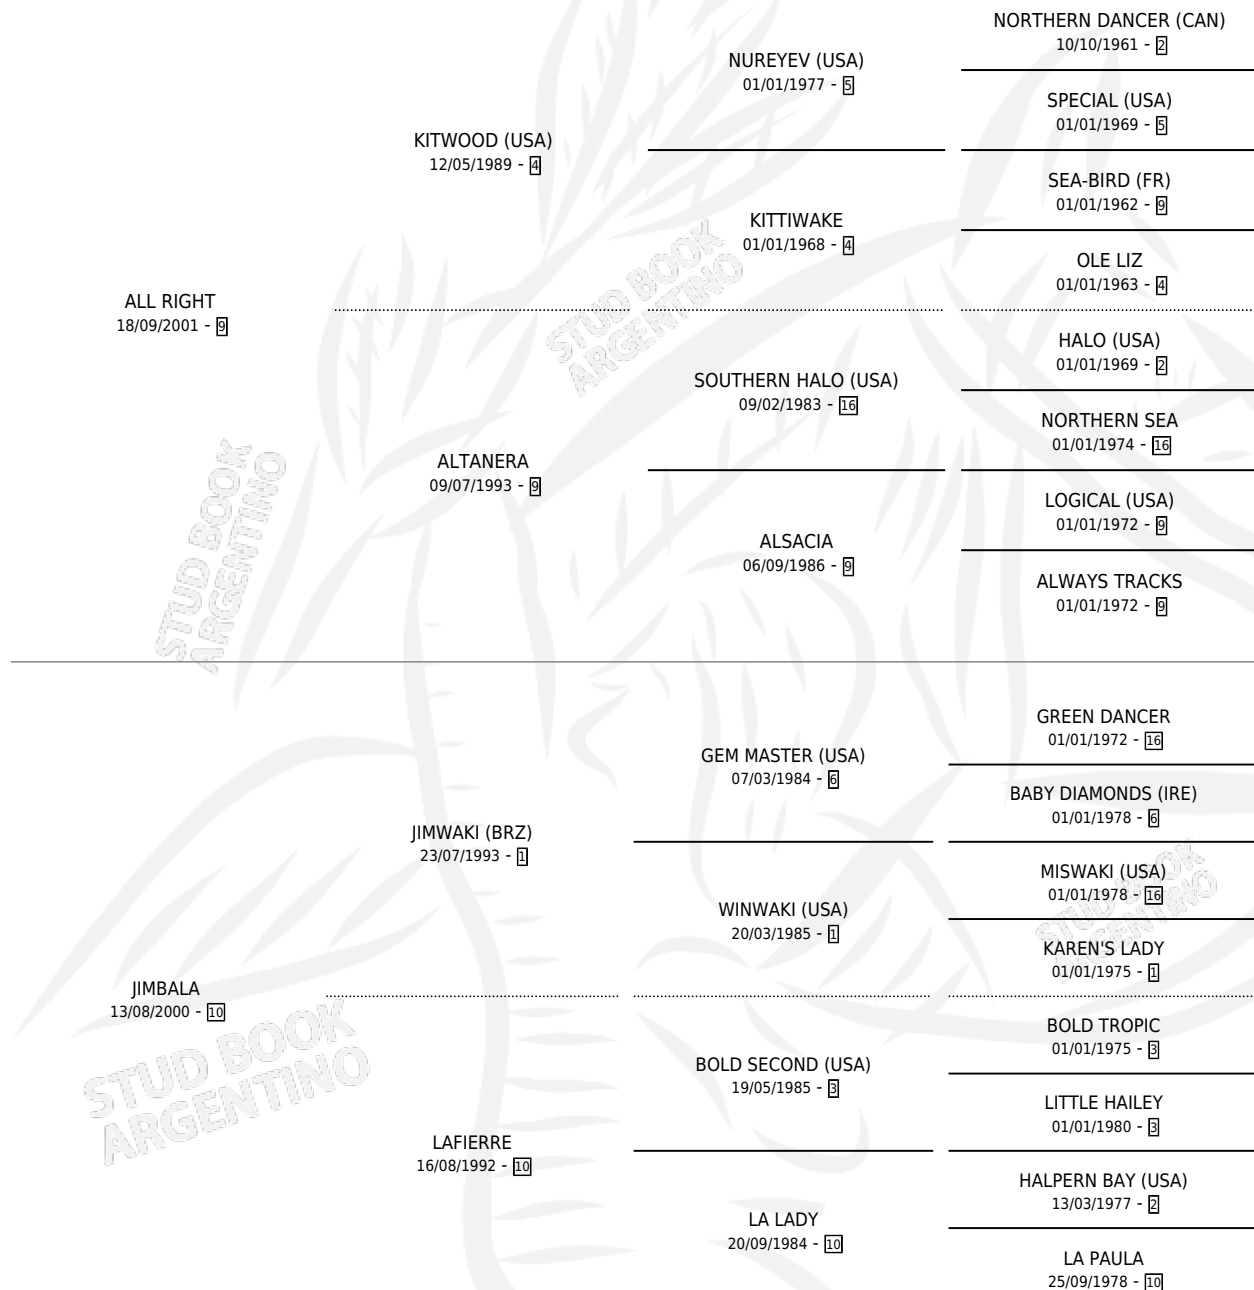 NORTHERN DANCER (CAN)
10/10/1961 - 2
NUREYEV (USA)
01/01/1977 - 5
SPECIAL (USA)
01/01/1969 - 5
KITWOOD (USA)
12/05/1989 - 4
SEA-BIRD (FR)
01/01/1962 - 9
KITTIWAKE
01/01/1968 - 4
OLE LIZ
01/01/1963 - 4
ALL RIGHT
18/09/2001 - 9
HALO (USA)
01/01/1969 - 2
SOUTHERN HALO (USA)
09/02/1983 - 16
NORTHERN SEA
01/01/1974 - 16
ALTANERA
09/07/1993 - 9
LOGICAL (USA)
01/01/1972 - 9
ALSACIA
06/09/1986 - 9
ALWAYS TRACKS
01/01/1972 - 9
GREEN DANCER
01/01/1972 - 16
GEM MASTER (USA)
07/03/1984 - 6
BABY DIAMONDS (IRE)
01/01/1978 - 6
JIMWAKI (BRZ)
23/07/1993 - 1
MISWAKI (USA)
01/01/1978 - 16
WINWAKI (USA)
20/03/1985 - 1
KAREN'S LADY
01/01/1975 - 1
JIMBALA
13/08/2000 - 10
BOLD TROPIC
01/01/1975 - 3
BOLD SECOND (USA)
19/05/1985 - 3
LITTLE HAILEY
01/01/1980 - 3
LAFIERRE
16/08/1992 - 10
HALPERN BAY (USA)
13/03/1977 - 2
LA LADY
20/09/1984 - 10
LA PAULA
25/09/1978 - 10
STUD BOOK
ARGENTINO
STUD BOOK
ARGENTINO
STUD BOOK
ARGENTINO
STUD BOOK
ARGENTINO